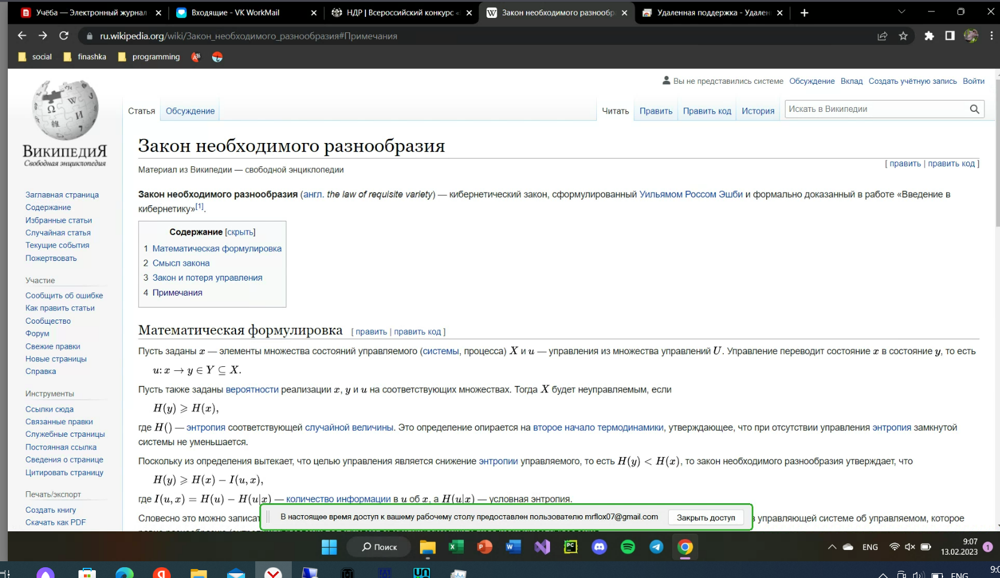 Учёба — Электронный журнал
Входящие - VK WorkMail
НДР | Всероссийский конкурс «
Закон необходимого разнообр
Удаленная поддержка - Удален
ru.wikipedia.org/wiki/Закон_необходимого_разнообразия#Примечания
social
finashka
programming
Вы не представились системе Обсуждение Вклад Создать учётную запись Войти
Статья Обсуждение Читать Править Править код История Искать в Википедии
ВикипедиЯ
Свободная энциклопедия
Заглавная страница
Содержание
Избранные статьи
Случайная статья
Текущие события
Пожертвовать
Участие
Сообщить об ошибке
Как править статьи
Сообщество
Форум
Свежие правки
Новые страницы
Справка
Инструменты
Ссылки сюда
Связанные правки
Служебные страницы
Постоянная ссылка
Сведения о странице
Цитировать страницу
Печать/экспорт
Создать книгу
Скачать как PDF
Закон необходимого разнообразия
[ править | править код ]
Материал из Википедии — свободной энциклопедии
Закон необходимого разнообразия (англ. the law of requisite variety) — кибернетический закон, сформулированный Уильямом Россом Эшби и формально доказанный в работе «Введение в
кибернетику»[1].
Содержание [скрыть]
1 Математическая формулировка
2 Смысл закона
3 Закон и потеря управления
4 Примечания
Математическая формулировка [ править | править код ]
Пусть заданы x — элементы множества состояний управляемого (системы, процесса) X и u — управления из множества управлений U. Управление переводит состояние x в состояние y, то есть
u: x → y ∈ Y ⊆ X.
Пусть также заданы вероятности реализации x, y и u на соответствующих множествах. Тогда X будет неуправляемым, если
H(y) ⩾ H(x),
где H() — энтропия соответствующей случайной величины. Это определение опирается на второе начало термодинамики, утверждающее, что при отсутствии управления энтропия замкнутой
системы не уменьшается.
Поскольку из определения вытекает, что целью управления является снижение энтропии управляемого, то есть H(y) < H(x), то закон необходимого разнообразия утверждает, что
H(y) ⩾ H(x) − I(u, x),
где I(u, x) = H(u) − H(u|x) — количество информации в u об x, а H(u|x) — условная энтропия.
Словесно это можно записат
в управляющей системе об управляемом, которое
В настоящее время доступ к вашему рабочему столу предоставлен пользователю mrflox07@gmail.com
Закрыть доступ
Поиск
ENG
9:07
13.02.2023
1
ENG